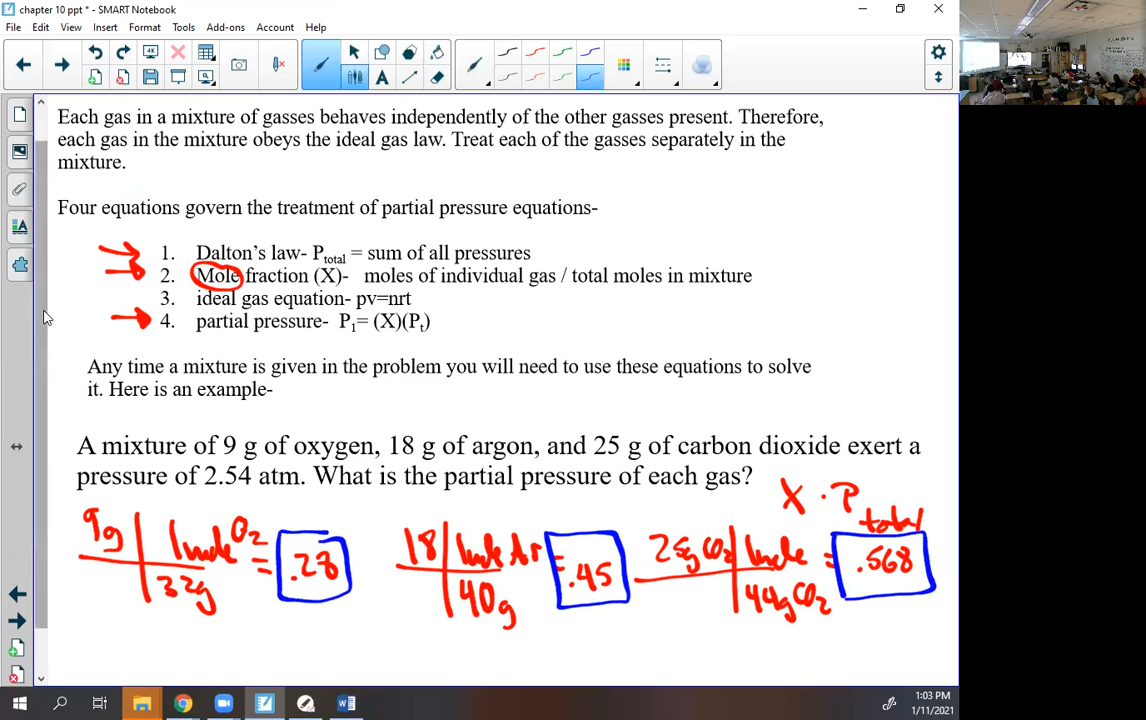 chapter 10 ppt * - SMART Notebook
File Edit View Insert Format Tools Add-ons Account Help
Each gas in a mixture of gasses behaves independently of the other gasses present. Therefore,
each gas in the mixture obeys the ideal gas law. Treat each of the gasses separately in the
mixture.
Four equations govern the treatment of partial pressure equations-
1. Dalton's law- Ptotal = sum of all pressures
2. Mole fraction (X)- moles of individual gas / total moles in mixture
3. ideal gas equation- pv=nrt
4. partial pressure- P1= (X)(Pt)
Any time a mixture is given in the problem you will need to use these equations to solve
it. Here is an example-
A mixture of 9 g of oxygen, 18 g of argon, and 25 g of carbon dioxide exert a
pressure of 2.54 atm. What is the partial pressure of each gas?
X · P total
9g 1 mole O2 = .28 18 1 mole Ar = .45 25g CO2 1 mole = .568
32g 40g 44g CO2
1:03 PM
1/11/2021